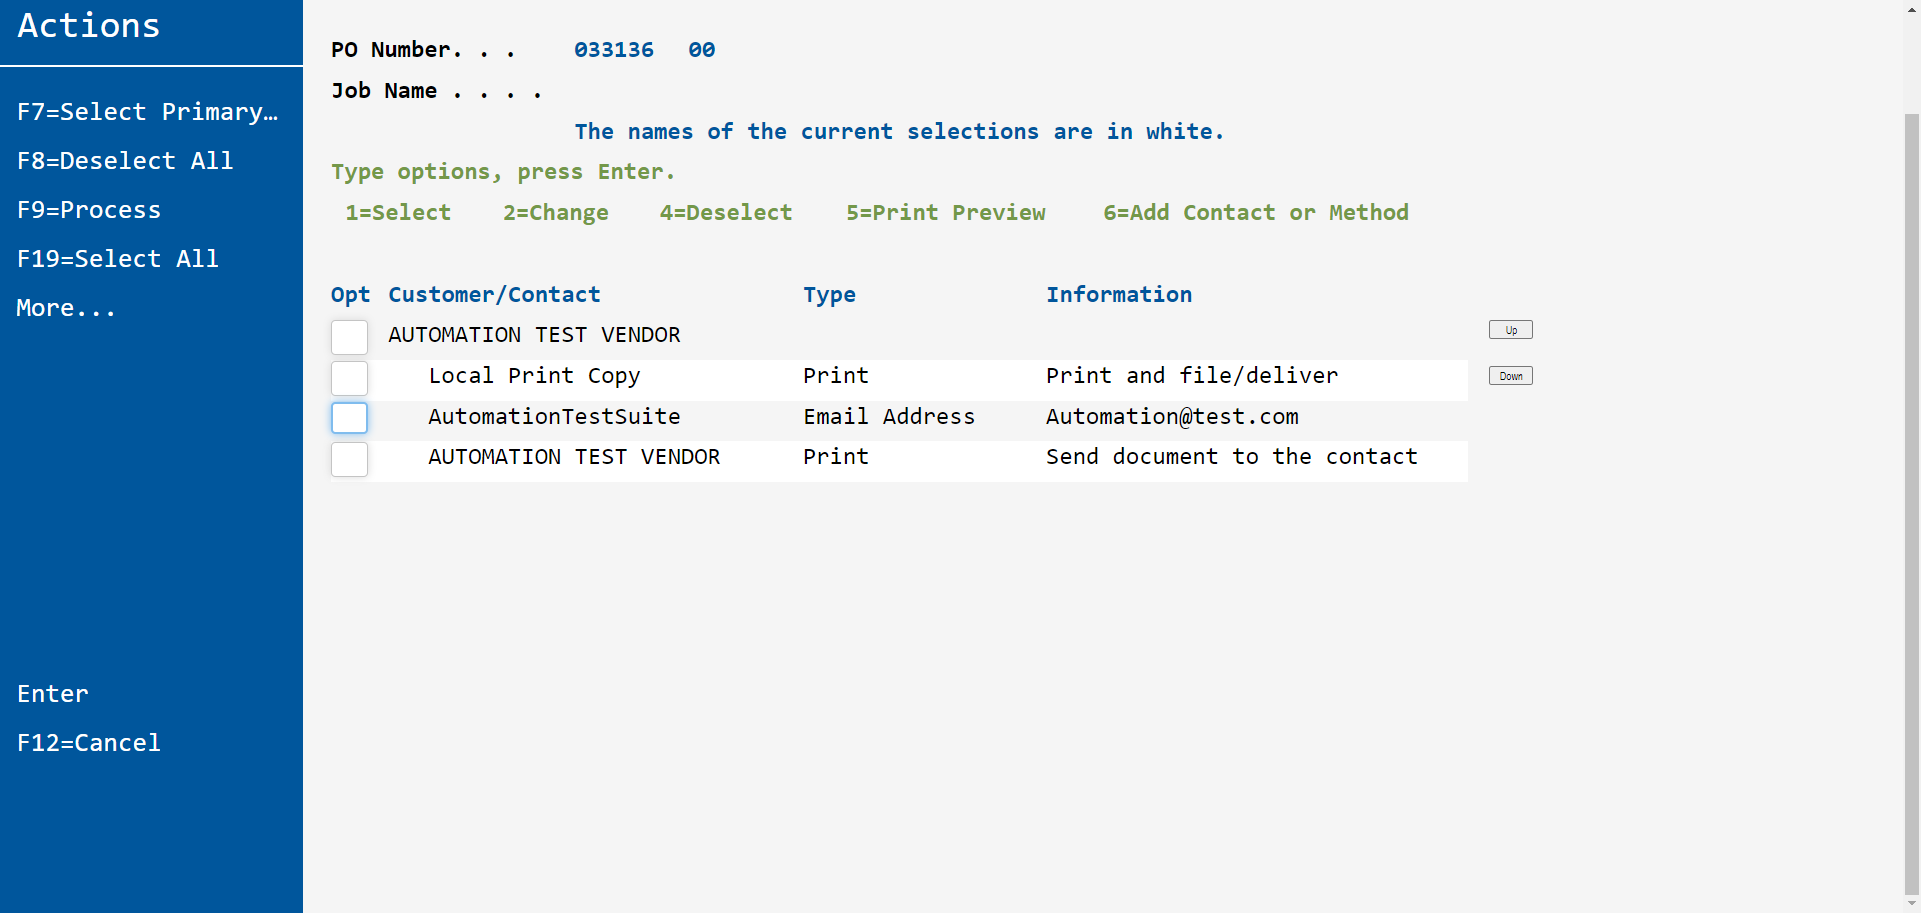 Actions
F7=Select Primary…
F8=Deselect All
F9=Process
F19=Select All
More...
Enter
F12=Cancel
PO Number. . . 033136 00
Job Name . . . .
The names of the current selections are in white.
Type options, press Enter.
1=Select 2=Change 4=Deselect 5=Print Preview 6=Add Contact or Method
Opt Customer/Contact Type Information
AUTOMATION TEST VENDOR
Local Print Copy Print Print and file/deliver
AutomationTestSuite Email Address Automation@test.com
AUTOMATION TEST VENDOR Print Send document to the contact
Up
Down